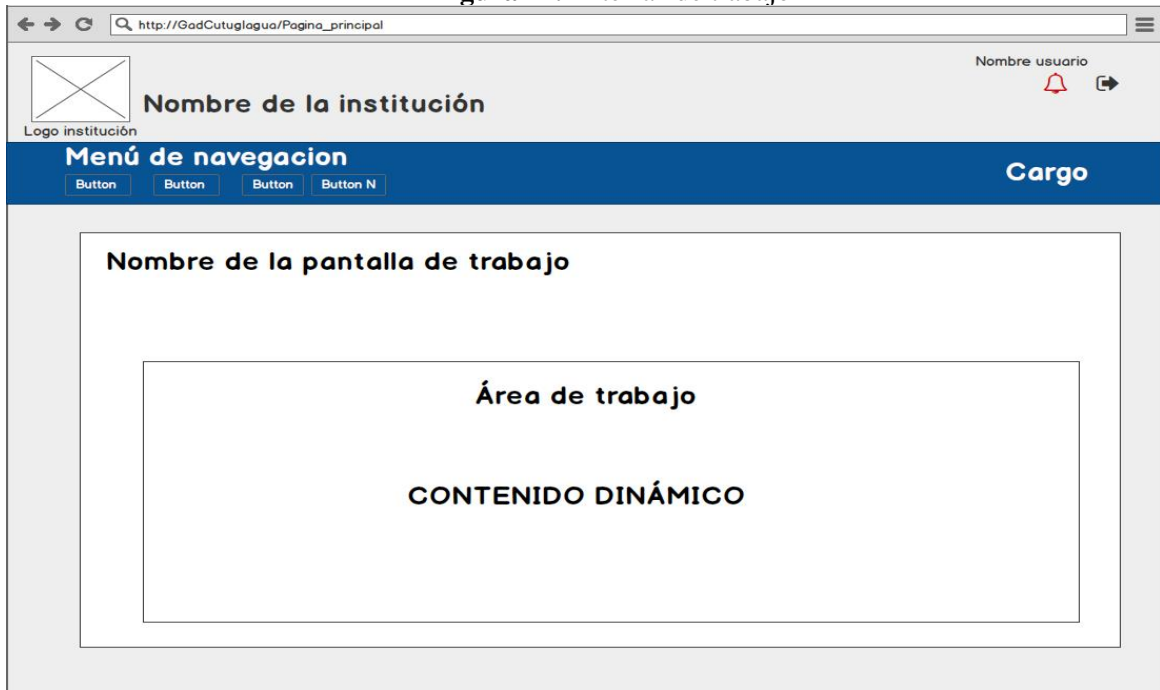 http://GadCutuglagua/Pagina_principal
Nombre usuario
Nombre de la institución
Logo institución
Menú de navegacion
Button Button Button Button N
Cargo
Nombre de la pantalla de trabajo
Área de trabajo
CONTENIDO DINÁMICO